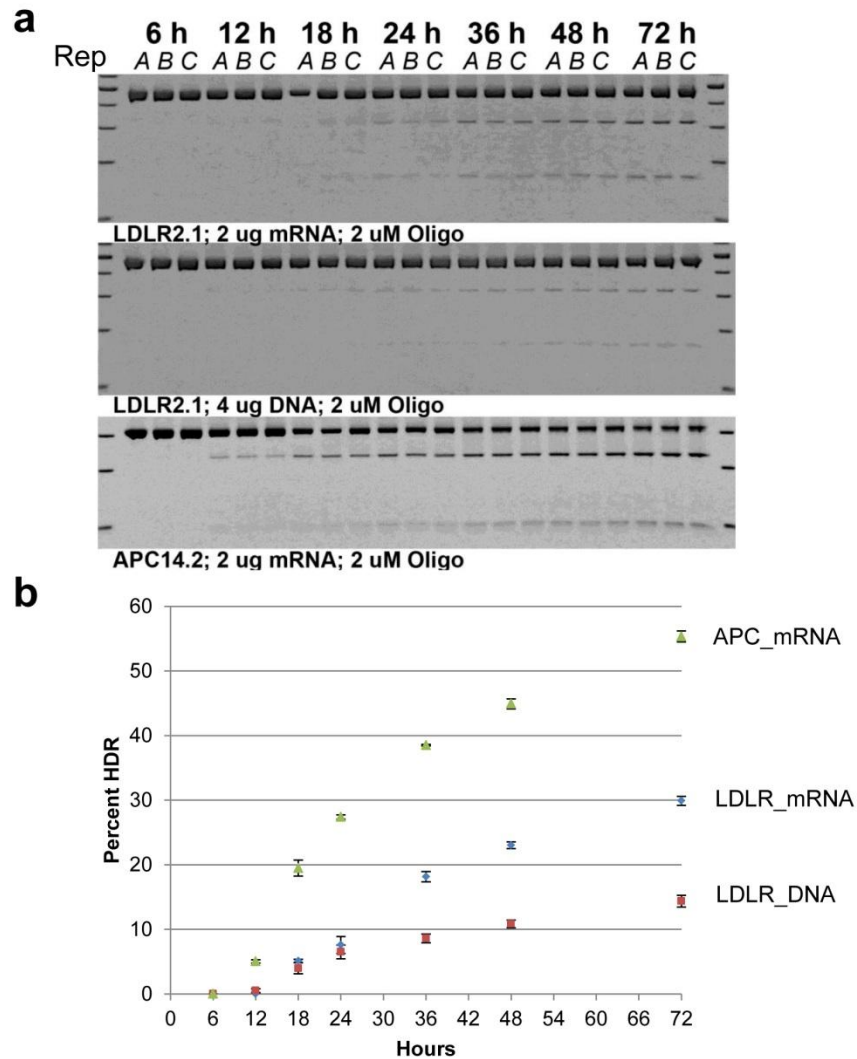 a
6 h 12 h 18 h 24 h 36 h 48 h 72 h
Rep A B C A B C A B C A B C A B C A B C A B C
LDLR2.1; 2 ug mRNA; 2 uM Oligo
LDLR2.1; 4 ug DNA; 2 uM Oligo
APC14.2; 2 ug mRNA; 2 uM Oligo
b
Percent HDR
60
50
40
30
20
10
0
APC_mRNA
LDLR_mRNA
LDLR_DNA
0 6 12 18 24 30 36 42 48 54 60 66 72
Hours